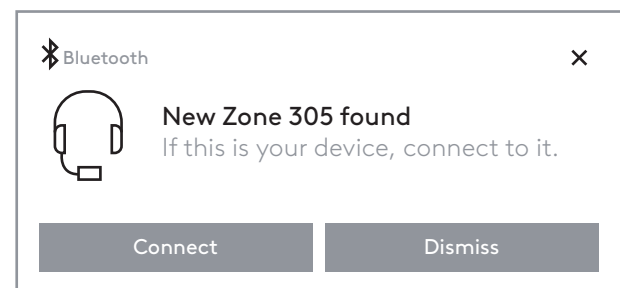 Bluetooth
New Zone 305 found
If this is your device, connect to it.
Connect
Dismiss